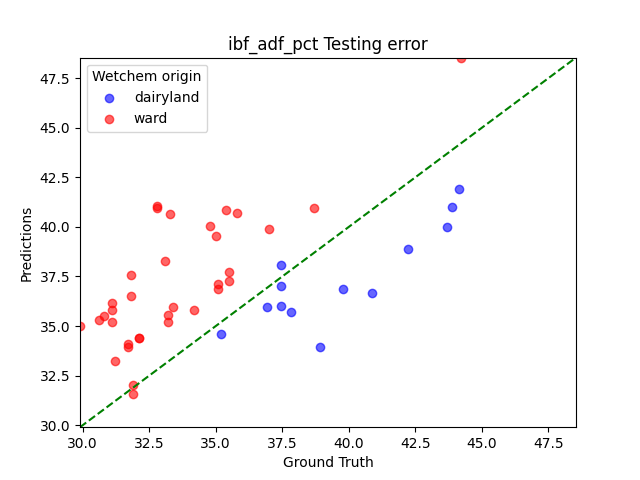 ibf_adf_pct Testing error
Wetchem origin
dairyland
ward
47.5
45.0
42.5
40.0
37.5
35.0
32.5
30.0
Predictions
30.0 32.5 35.0 37.5 40.0 42.5 45.0 47.5
Ground Truth